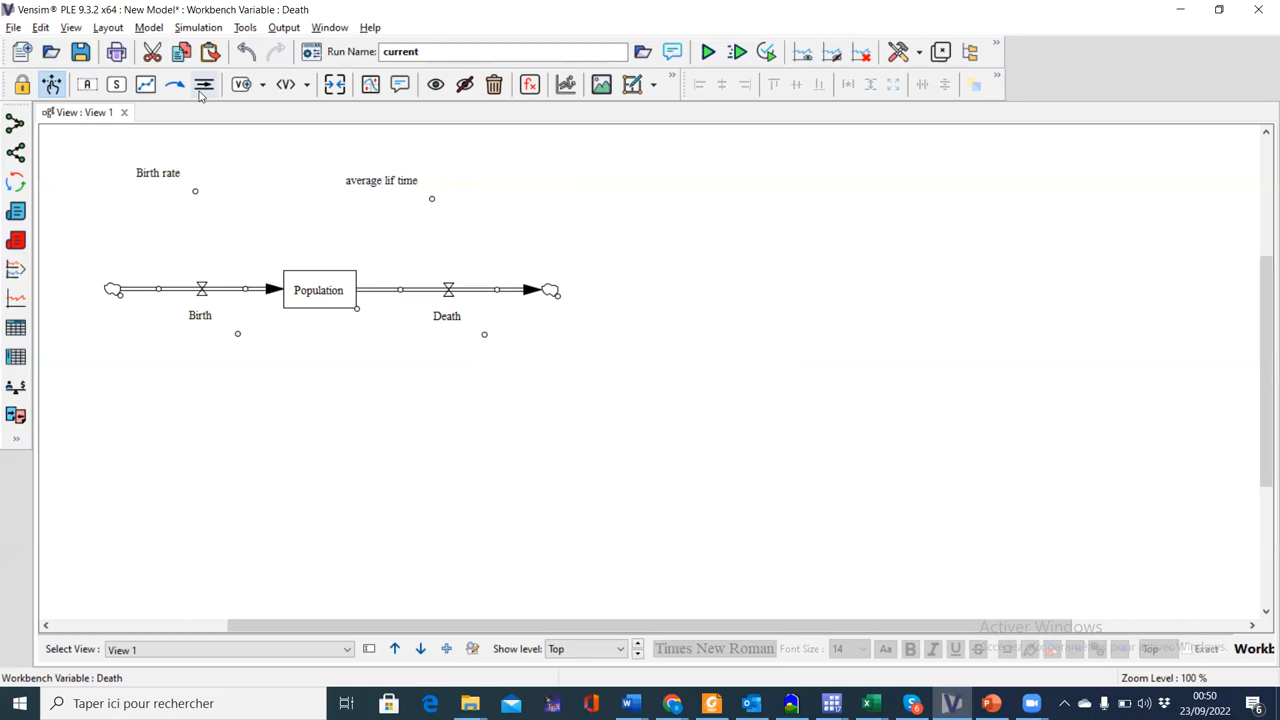 Vensim® PLE 9.3.2 x64 : New Model* : Workbench Variable : Death
File Edit View Layout Model Simulation Tools Output Window Help
Run Name: current
A S V <V> fx
View : View 1
Birth rate
average lif time
Population
Birth
Death
Activer Windows
Select View : View 1 Show level: Top Times New Roman Font Size : 14 Aa B I U S Top Exact Workb
Workbench Variable : Death Zoom Level : 100 %
Taper ici pour rechercher
00:50
23/09/2022